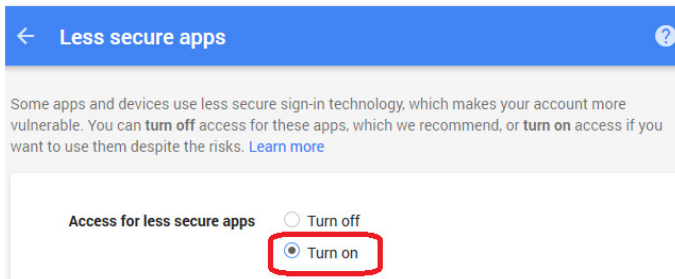 Less secure apps
Some apps and devices use less secure sign-in technology, which makes your account more
vulnerable. You can turn off access for these apps, which we recommend, or turn on access if you
want to use them despite the risks. Learn more
Access for less secure apps
Turn off
Turn on